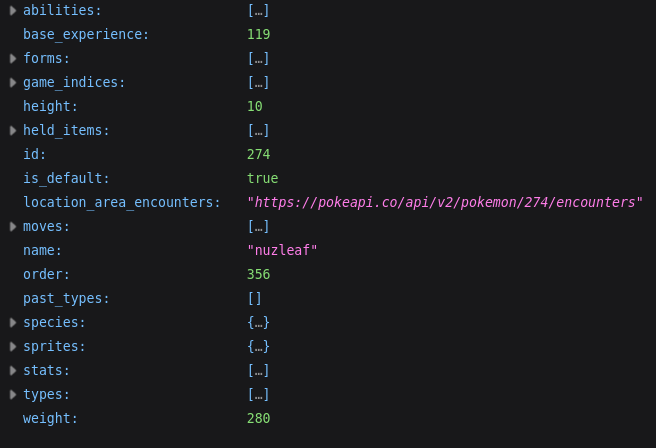 abilities: […]
base_experience: 119
forms: […]
game_indices: […]
height: 10
held_items: […]
id: 274
is_default: true
location_area_encounters: "https://pokeapi.co/api/v2/pokemon/274/encounters"
moves: […]
name: "nuzleaf"
order: 356
past_types: []
species: {…}
sprites: {…}
stats: […]
types: […]
weight: 280